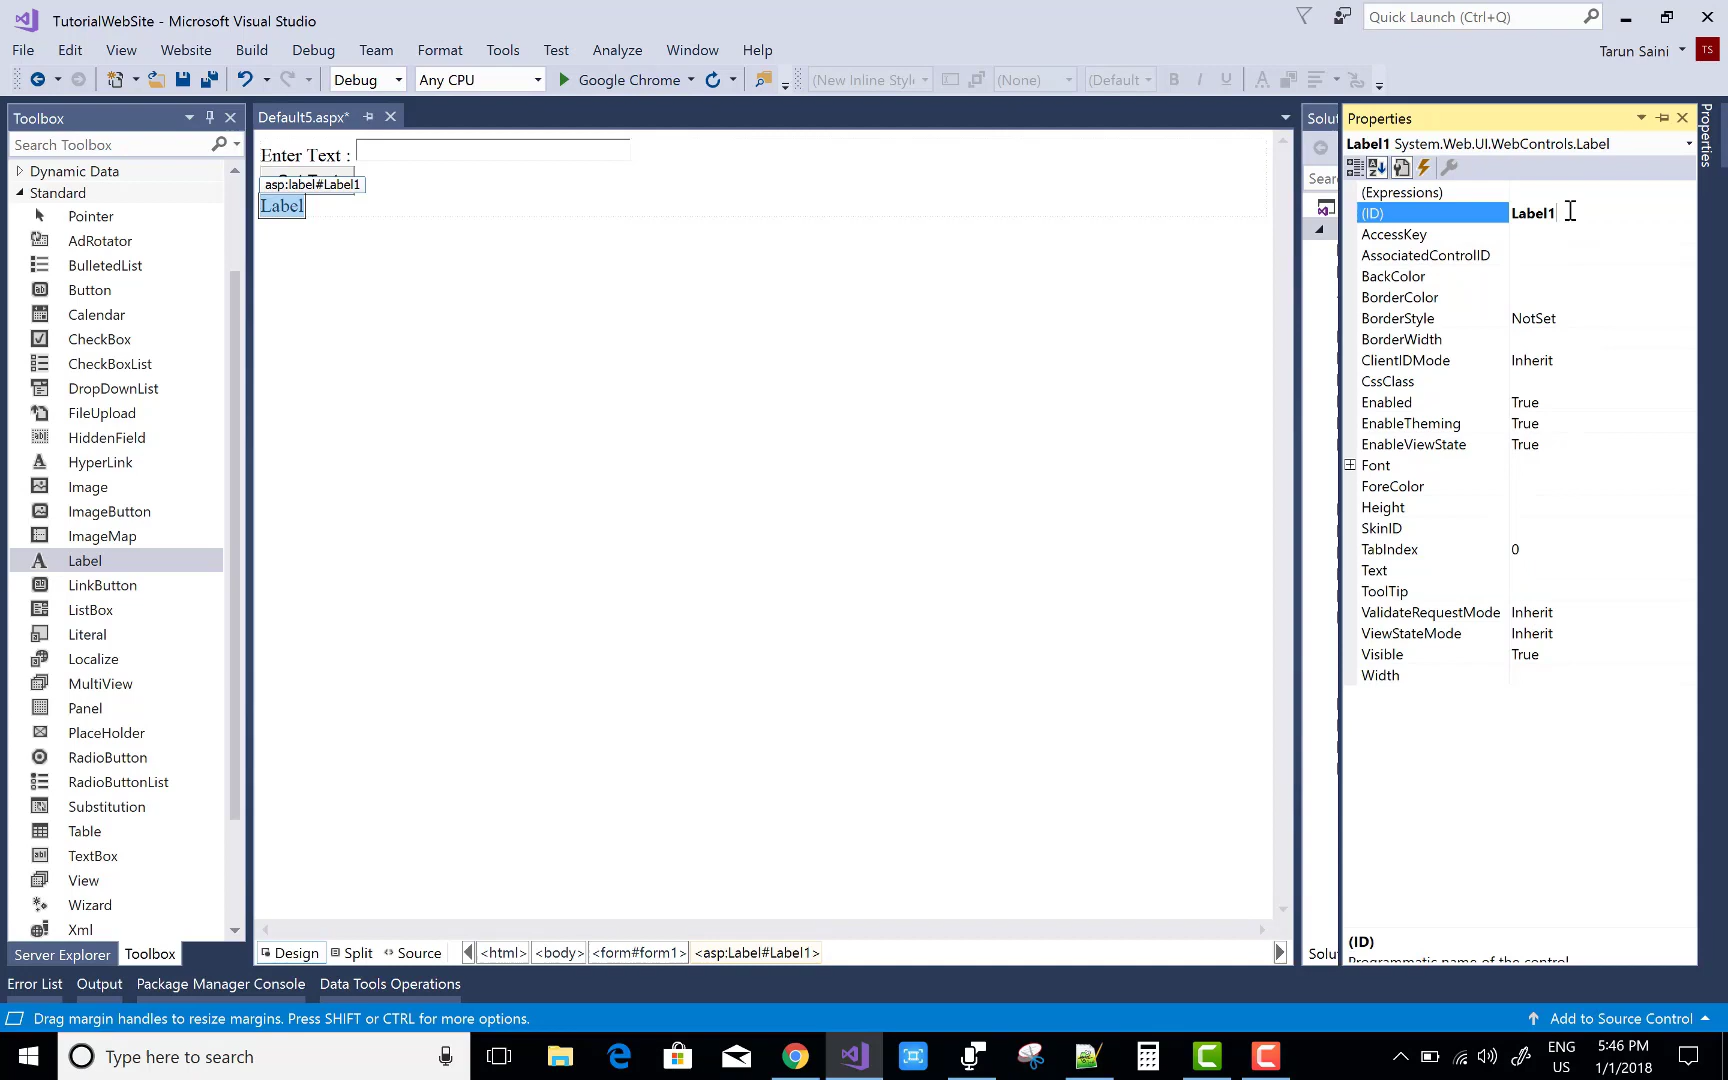 TutorialWebSite - Microsoft Visual Studio
Quick Launch (Ctrl+Q)
File Edit View Website Build Debug Team Format Tools Test Analyze Window Help
Tarun Saini TS
Debug Any CPU Google Chrome (New Inline Style (None) (Default B I U A
Toolbox
Search Toolbox
Dynamic Data
Standard
Pointer
AdRotator
BulletedList
Button
Calendar
CheckBox
CheckBoxList
DropDownList
FileUpload
HiddenField
HyperLink
Image
ImageButton
ImageMap
Label
LinkButton
ListBox
Literal
Localize
MultiView
Panel
PlaceHolder
RadioButton
RadioButtonList
Substitution
Table
TextBox
View
Wizard
Xml
Server Explorer Toolbox
Default5.aspx*
Enter Text :
asp:label#Label1
Label
Design Split Source <html> <body> <form#form1> <asp:Label#Label1>
Solut
Sear
Solu
Properties
Label1 System.Web.UI.WebControls.Label
(Expressions)
(ID) Label1
AccessKey
AssociatedControlID
BackColor
BorderColor
BorderStyle NotSet
BorderWidth
ClientIDMode Inherit
CssClass
Enabled True
EnableTheming True
EnableViewState True
Font
ForeColor
Height
SkinID
TabIndex 0
Text
ToolTip
ValidateRequestMode Inherit
ViewStateMode Inherit
Visible True
Width
(ID)
Programmatic name of the control
Properties
Error List Output Package Manager Console Data Tools Operations
Drag margin handles to resize margins. Press SHIFT or CTRL for more options.
Add to Source Control
Type here to search
ENG
US
5:46 PM
1/1/2018